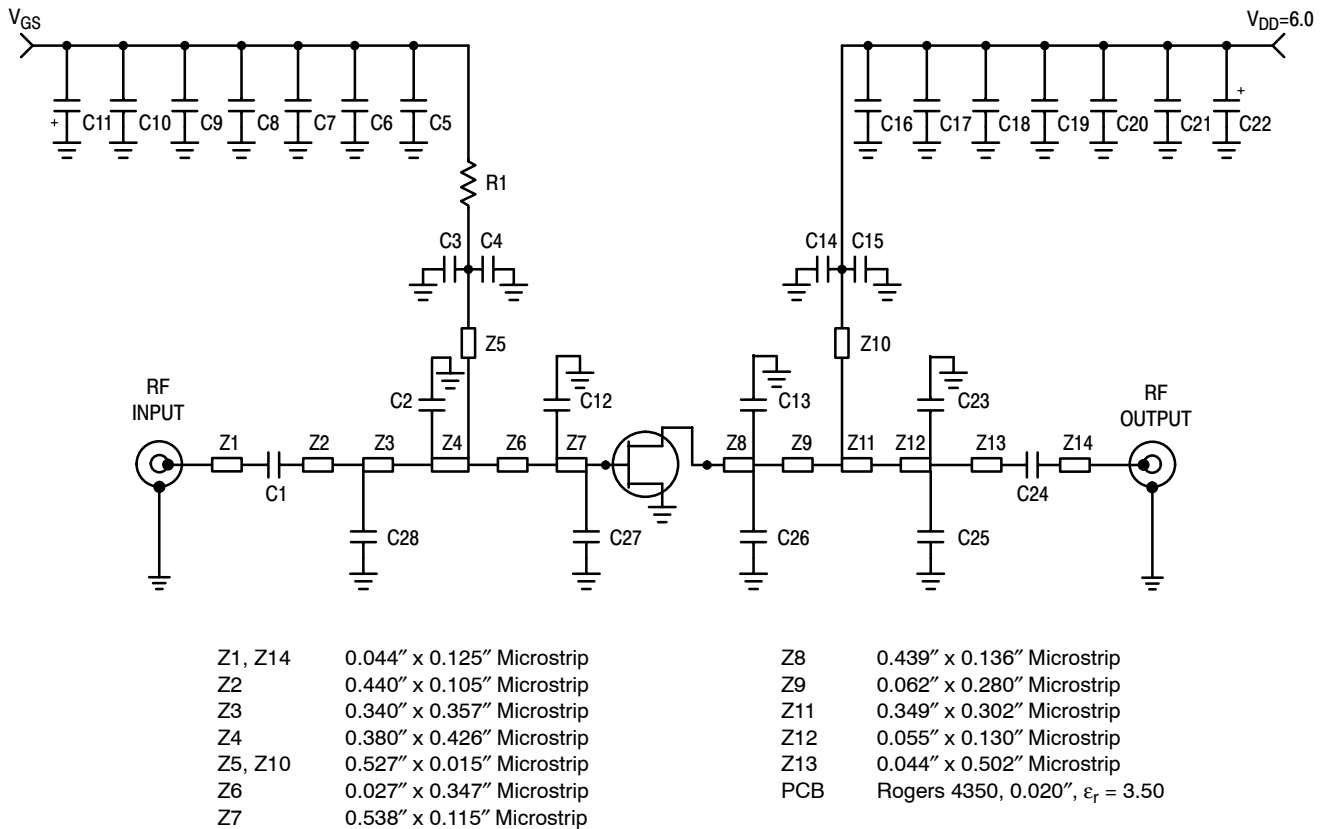 V_GS
V_DD=6.0
C11 C10 C9 C8 C7 C6 C5
+
C16 C17 C18 C19 C20 C21 C22
+
R1
C3 C4
C14 C15
Z5
Z10
RF
INPUT
C2
C12
C13
C23
RF
OUTPUT
Z1 Z2 Z3 Z4 Z6 Z7 Z8 Z9 Z11 Z12 Z13 Z14
C1
C24
C28
C27
C26
C25
Z1, Z14 0.044″ x 0.125″ Microstrip
Z2 0.440″ x 0.105″ Microstrip
Z3 0.340″ x 0.357″ Microstrip
Z4 0.380″ x 0.426″ Microstrip
Z5, Z10 0.527″ x 0.015″ Microstrip
Z6 0.027″ x 0.347″ Microstrip
Z7 0.538″ x 0.115″ Microstrip
Z8 0.439″ x 0.136″ Microstrip
Z9 0.062″ x 0.280″ Microstrip
Z11 0.349″ x 0.302″ Microstrip
Z12 0.055″ x 0.130″ Microstrip
Z13 0.044″ x 0.502″ Microstrip
PCB Rogers 4350, 0.020″, ε_r = 3.50